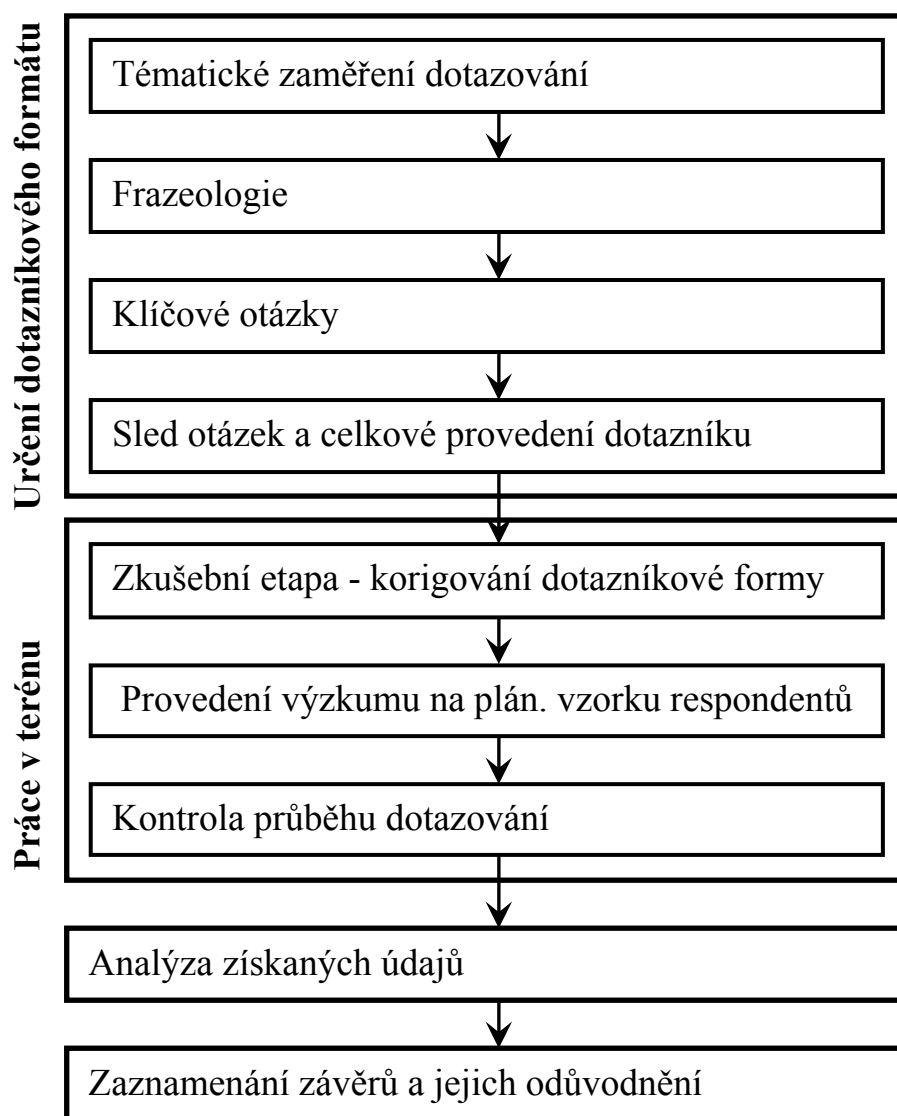 Určení dotazníkového formátu
Tématické zaměření dotazování
Frazeologie
Klíčové otázky
Sled otázek a celkové provedení dotazníku
Práce v terénu
Zkušební etapa - korigování dotazníkové formy
Provedení výzkumu na plán. vzorku respondentů
Kontrola průběhu dotazování
Analýza získaných údajů
Zaznamenání závěrů a jejich odůvodnění